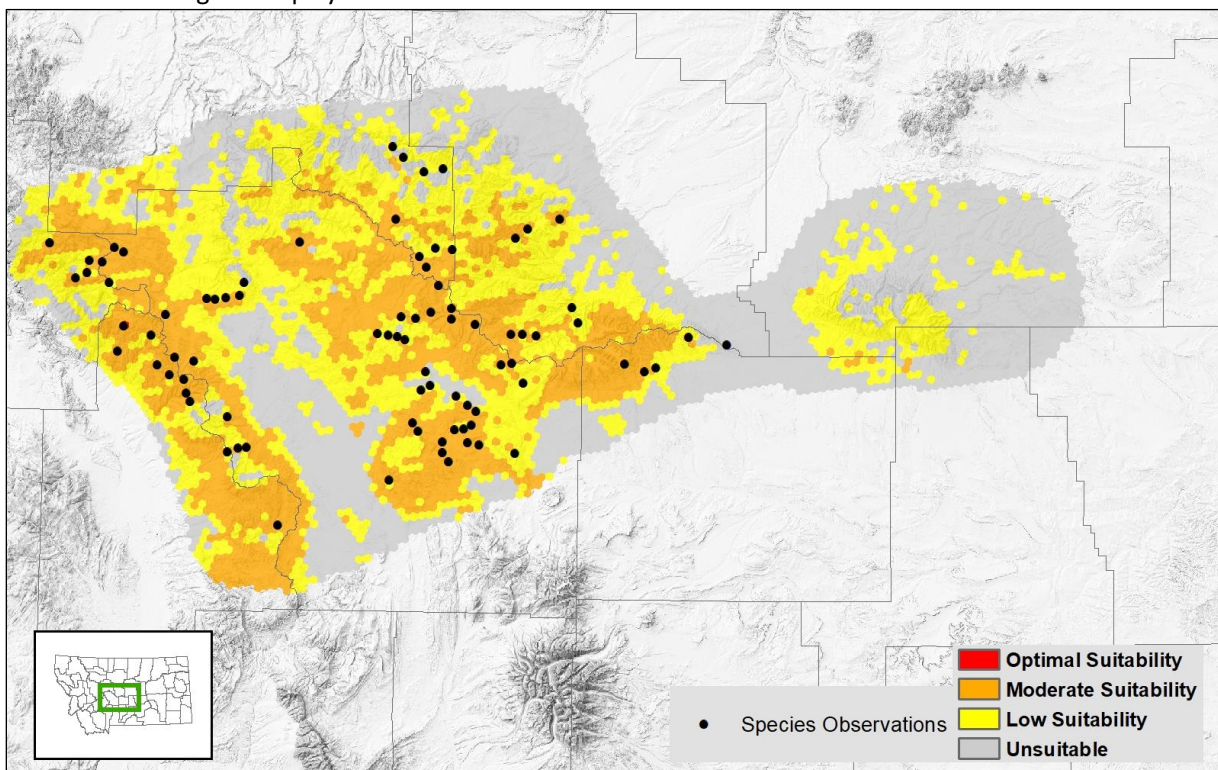 Optimal Suitability
Moderate Suitability
Species Observations
Low Suitability
Unsuitable